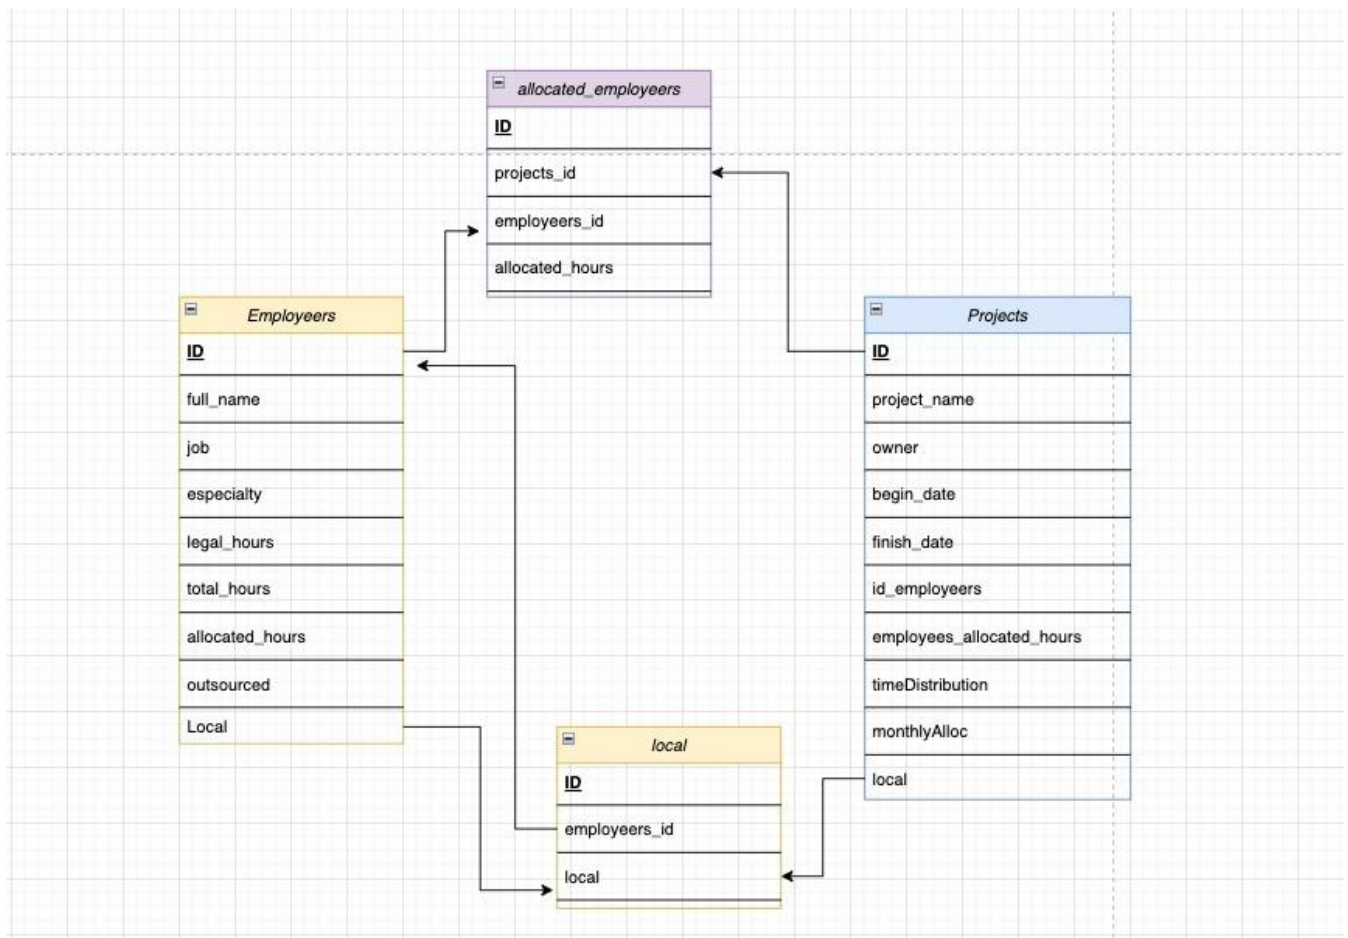 allocated_employeers
ID
projects_id
employeers_id
allocated_hours
Employeers
ID
full_name
job
especialty
legal_hours
total_hours
allocated_hours
outsourced
Local
Projects
ID
project_name
owner
begin_date
finish_date
id_employeers
employees_allocated_hours
timeDistribution
monthlyAlloc
local
local
ID
employeers_id
local